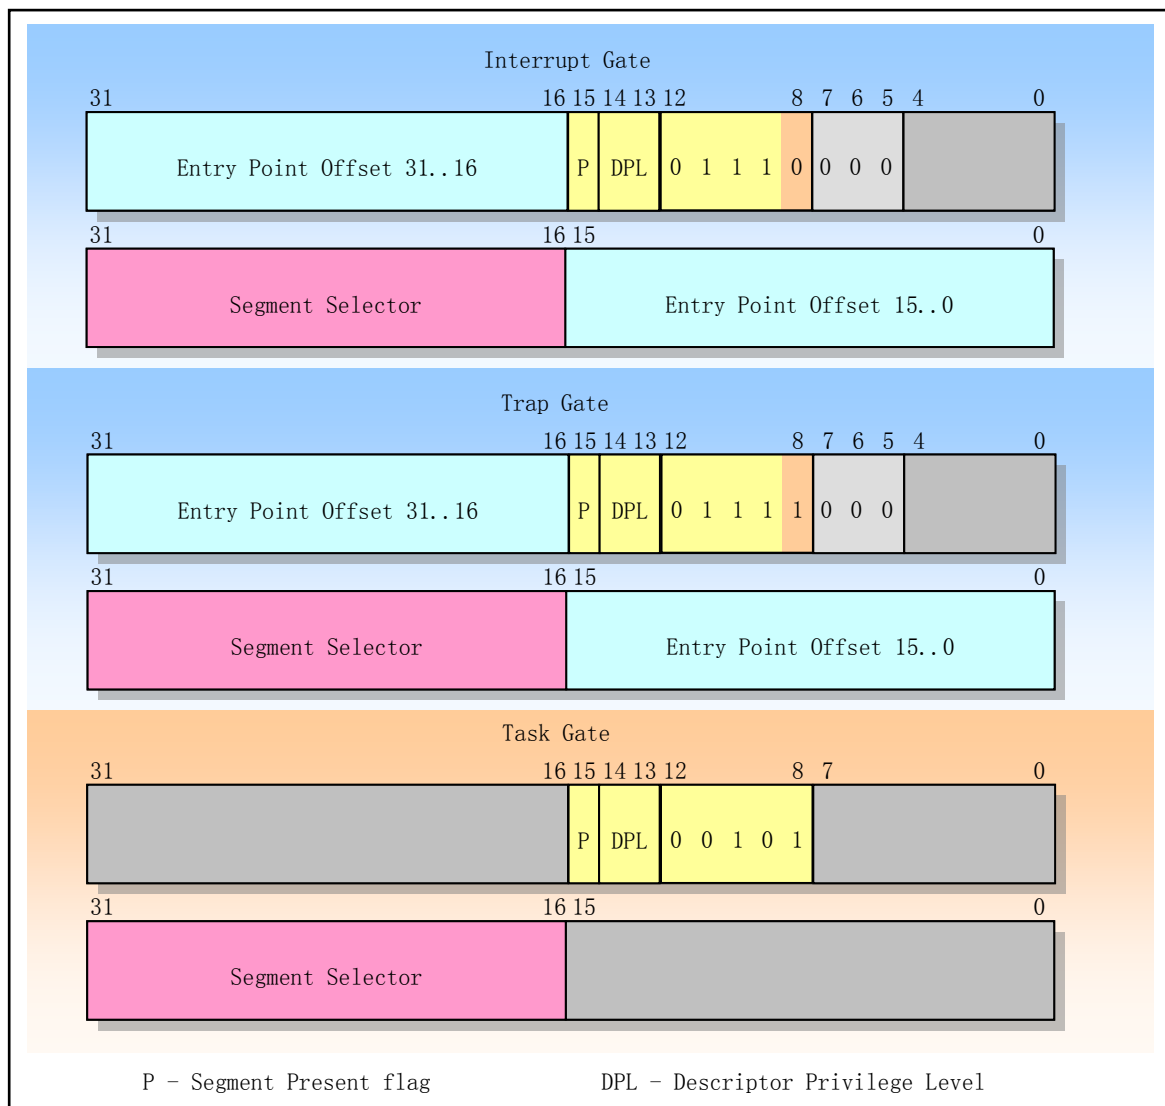 Interrupt Gate
31 16 15 14 13 12 8 7 6 5 4 0
Entry Point Offset 31..16 P DPL 0 1 1 1 0 0 0 0
31 16 15 0
Segment Selector Entry Point Offset 15..0
Trap Gate
31 16 15 14 13 12 8 7 6 5 4 0
Entry Point Offset 31..16 P DPL 0 1 1 1 1 0 0 0
31 16 15 0
Segment Selector Entry Point Offset 15..0
Task Gate
31 16 15 14 13 12 8 7 0
P DPL 0 0 1 0 1
31 16 15 0
Segment Selector
P - Segment Present flag DPL - Descriptor Privilege Level